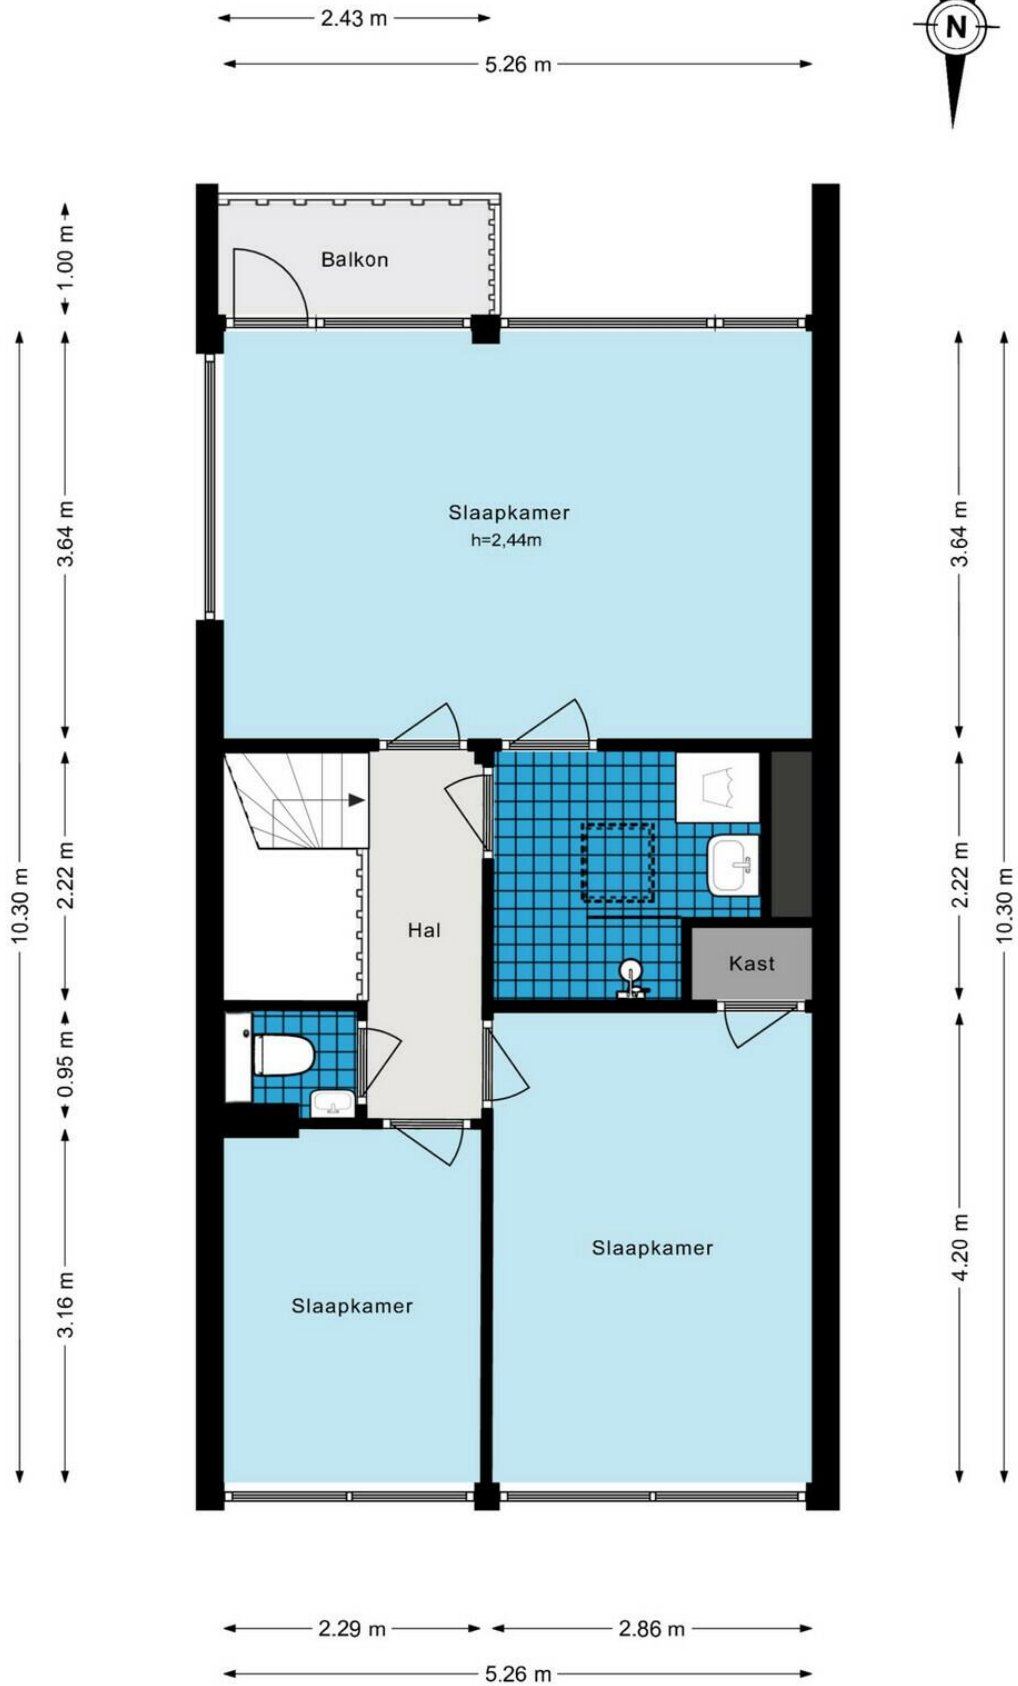 2.43 m
N
5.26 m
1.00 m
Balkon
3.64 m
3.64 m
Slaapkamer
h=2,44m
10.30 m
2.22 m
2.22 m
10.30 m
Hal
Kast
0.95 m
4.20 m
Slaapkamer
3.16 m
Slaapkamer
2.29 m
2.86 m
5.26 m